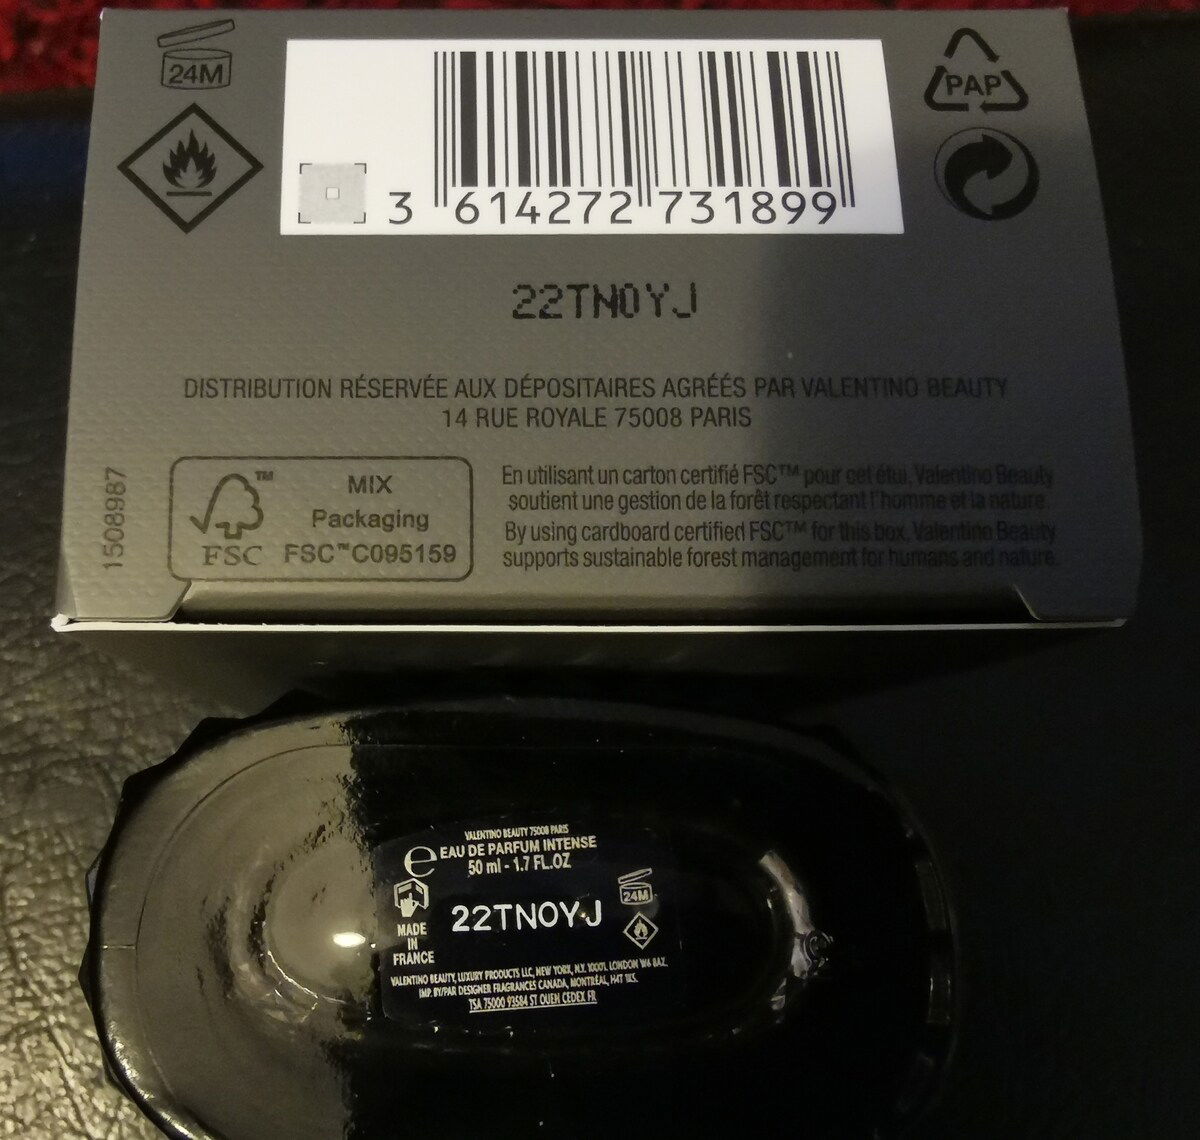 24M
PAP
3 614272 731899
22TN0YJ
DISTRIBUTION RÉSERVÉE AUX DÉPOSITAIRES AGRÉÉS PAR VALENTINO BEAUTY
14 RUE ROYALE 75008 PARIS
1508987
FSC
™
MIX
Packaging
FSC™C095159
En utilisant un carton certifié FSC™ pour cet étui, Valentino Beauty
soutient une gestion de la forêt respectant l'homme et la nature.
By using cardboard certified FSC™ for this box, Valentino Beauty
supports sustainable forest management for humans and nature.
VALENTINO BEAUTY 75008 PARIS
e EAU DE PARFUM INTENSE
50 ml - 1.7 FL.OZ
24M
22TNOYJ
MADE
IN
FRANCE
VALENTINO BEAUTY, LUXURY PRODUCTS LLC, NEW YORK, N.Y. 10001. LONDON W6 8AZ.
IMP. BY/PAR DESIGNER FRAGRANCES CANADA, MONTRÉAL, H4T 1E5.
TSA 75000 93584 ST OUEN CEDEX FR